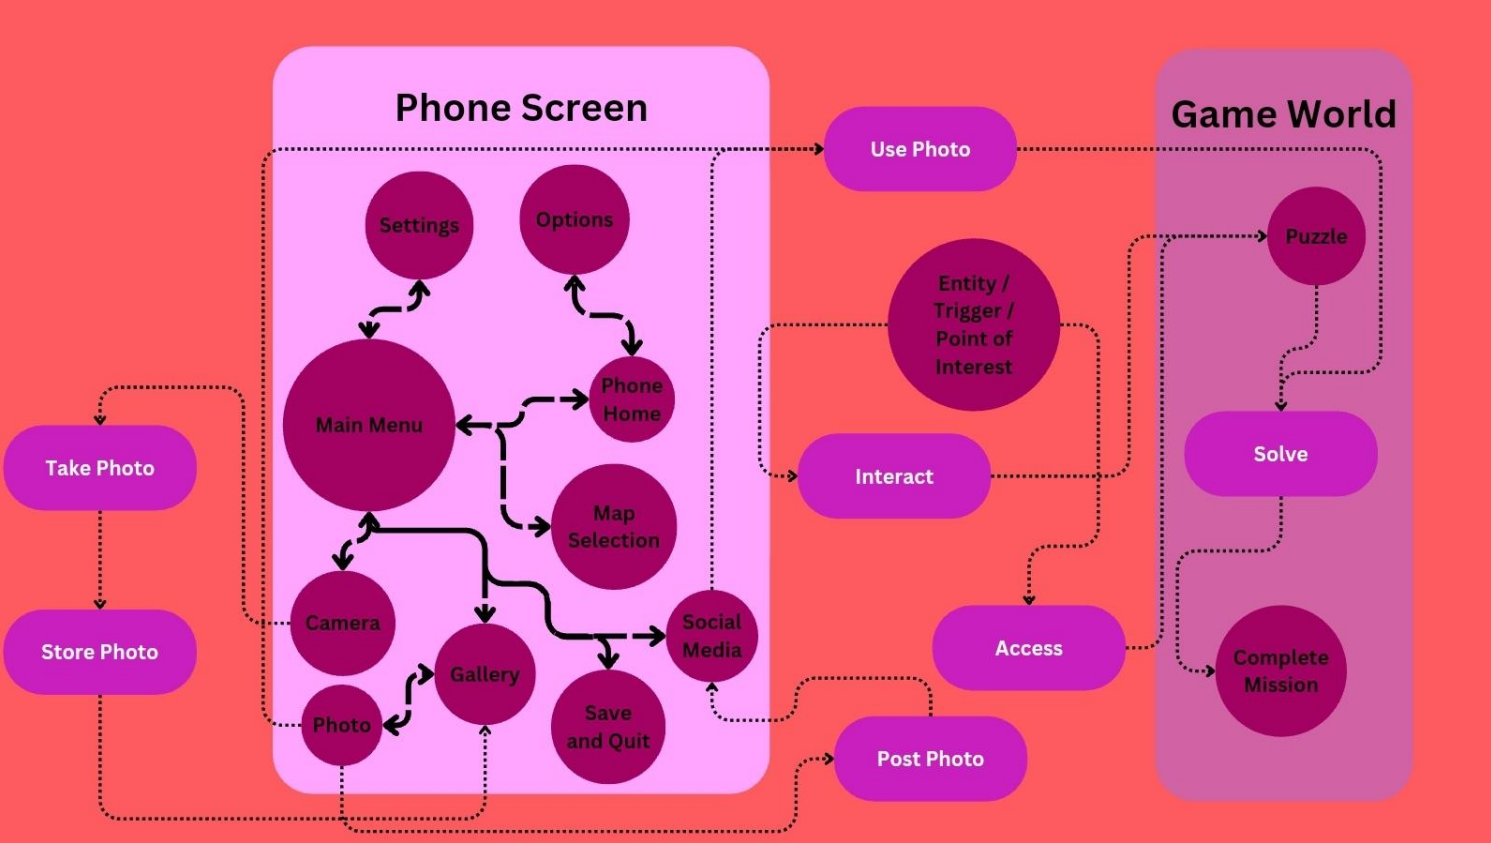 Phone Screen
Game World
Use Photo
Settings
Options
Puzzle
Entity /
Trigger /
Point of
Interest
Phone
Home
Main Menu
Take Photo
Interact
Solve
Map
Selection
Camera
Social
Media
Store Photo
Access
Gallery
Complete
Mission
Photo
Save
and Quit
Post Photo